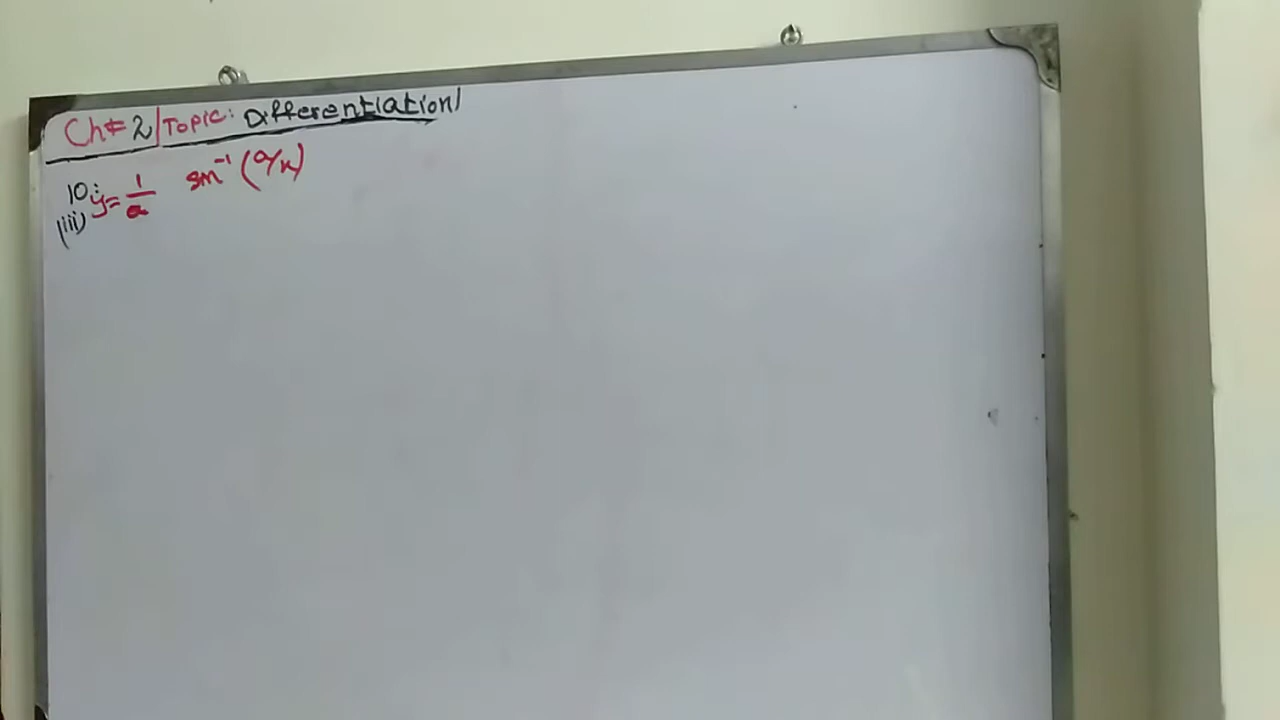 Ch# 2 | Topic: Differentiation |
10: y = 1/a sin⁻¹ (a/x)
(iii)